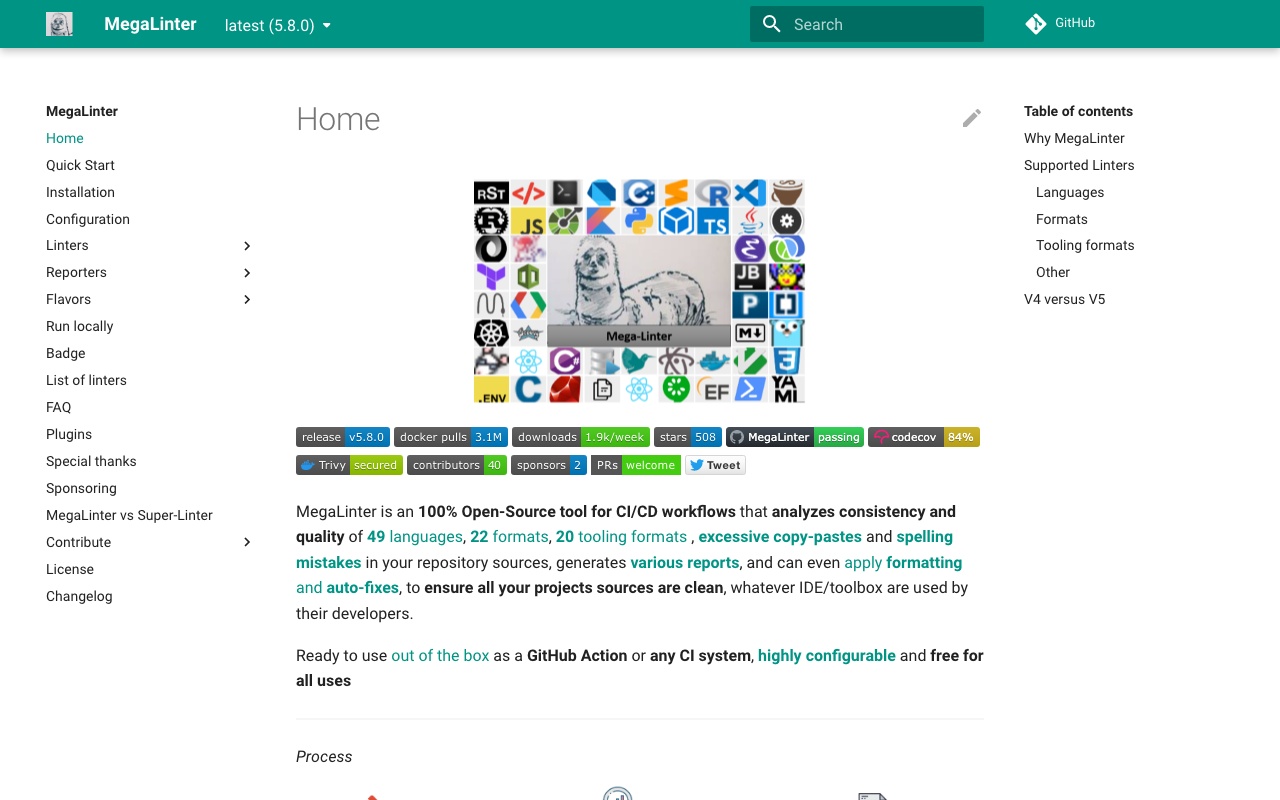 MegaLinter
latest (5.8.0)
Search
GitHub
MegaLinter
Home
Quick Start
Installation
Configuration
Linters
Reporters
Flavors
Run locally
Badge
List of linters
FAQ
Plugins
Special thanks
Sponsoring
MegaLinter vs Super-Linter
Contribute
License
Changelog
Home
RST
R
JS
TS
JB
P
Mega-Linter
C#
.ENV
C
EF
YA
ML
release v5.8.0
docker pulls 3.1M
downloads 1.9k/week
stars 508
MegaLinter passing
codecov 84%
Trivy secured
contributors 40
sponsors 2
PRs welcome
Tweet
MegaLinter is an 100% Open-Source tool for CI/CD workflows that analyzes consistency and
quality of 49 languages, 22 formats, 20 tooling formats , excessive copy-pastes and spelling
mistakes in your repository sources, generates various reports, and can even apply formatting
and auto-fixes, to ensure all your projects sources are clean, whatever IDE/toolbox are used by
their developers.
Ready to use out of the box as a GitHub Action or any CI system, highly configurable and free for
all uses
Process
Table of contents
Why MegaLinter
Supported Linters
Languages
Formats
Tooling formats
Other
V4 versus V5